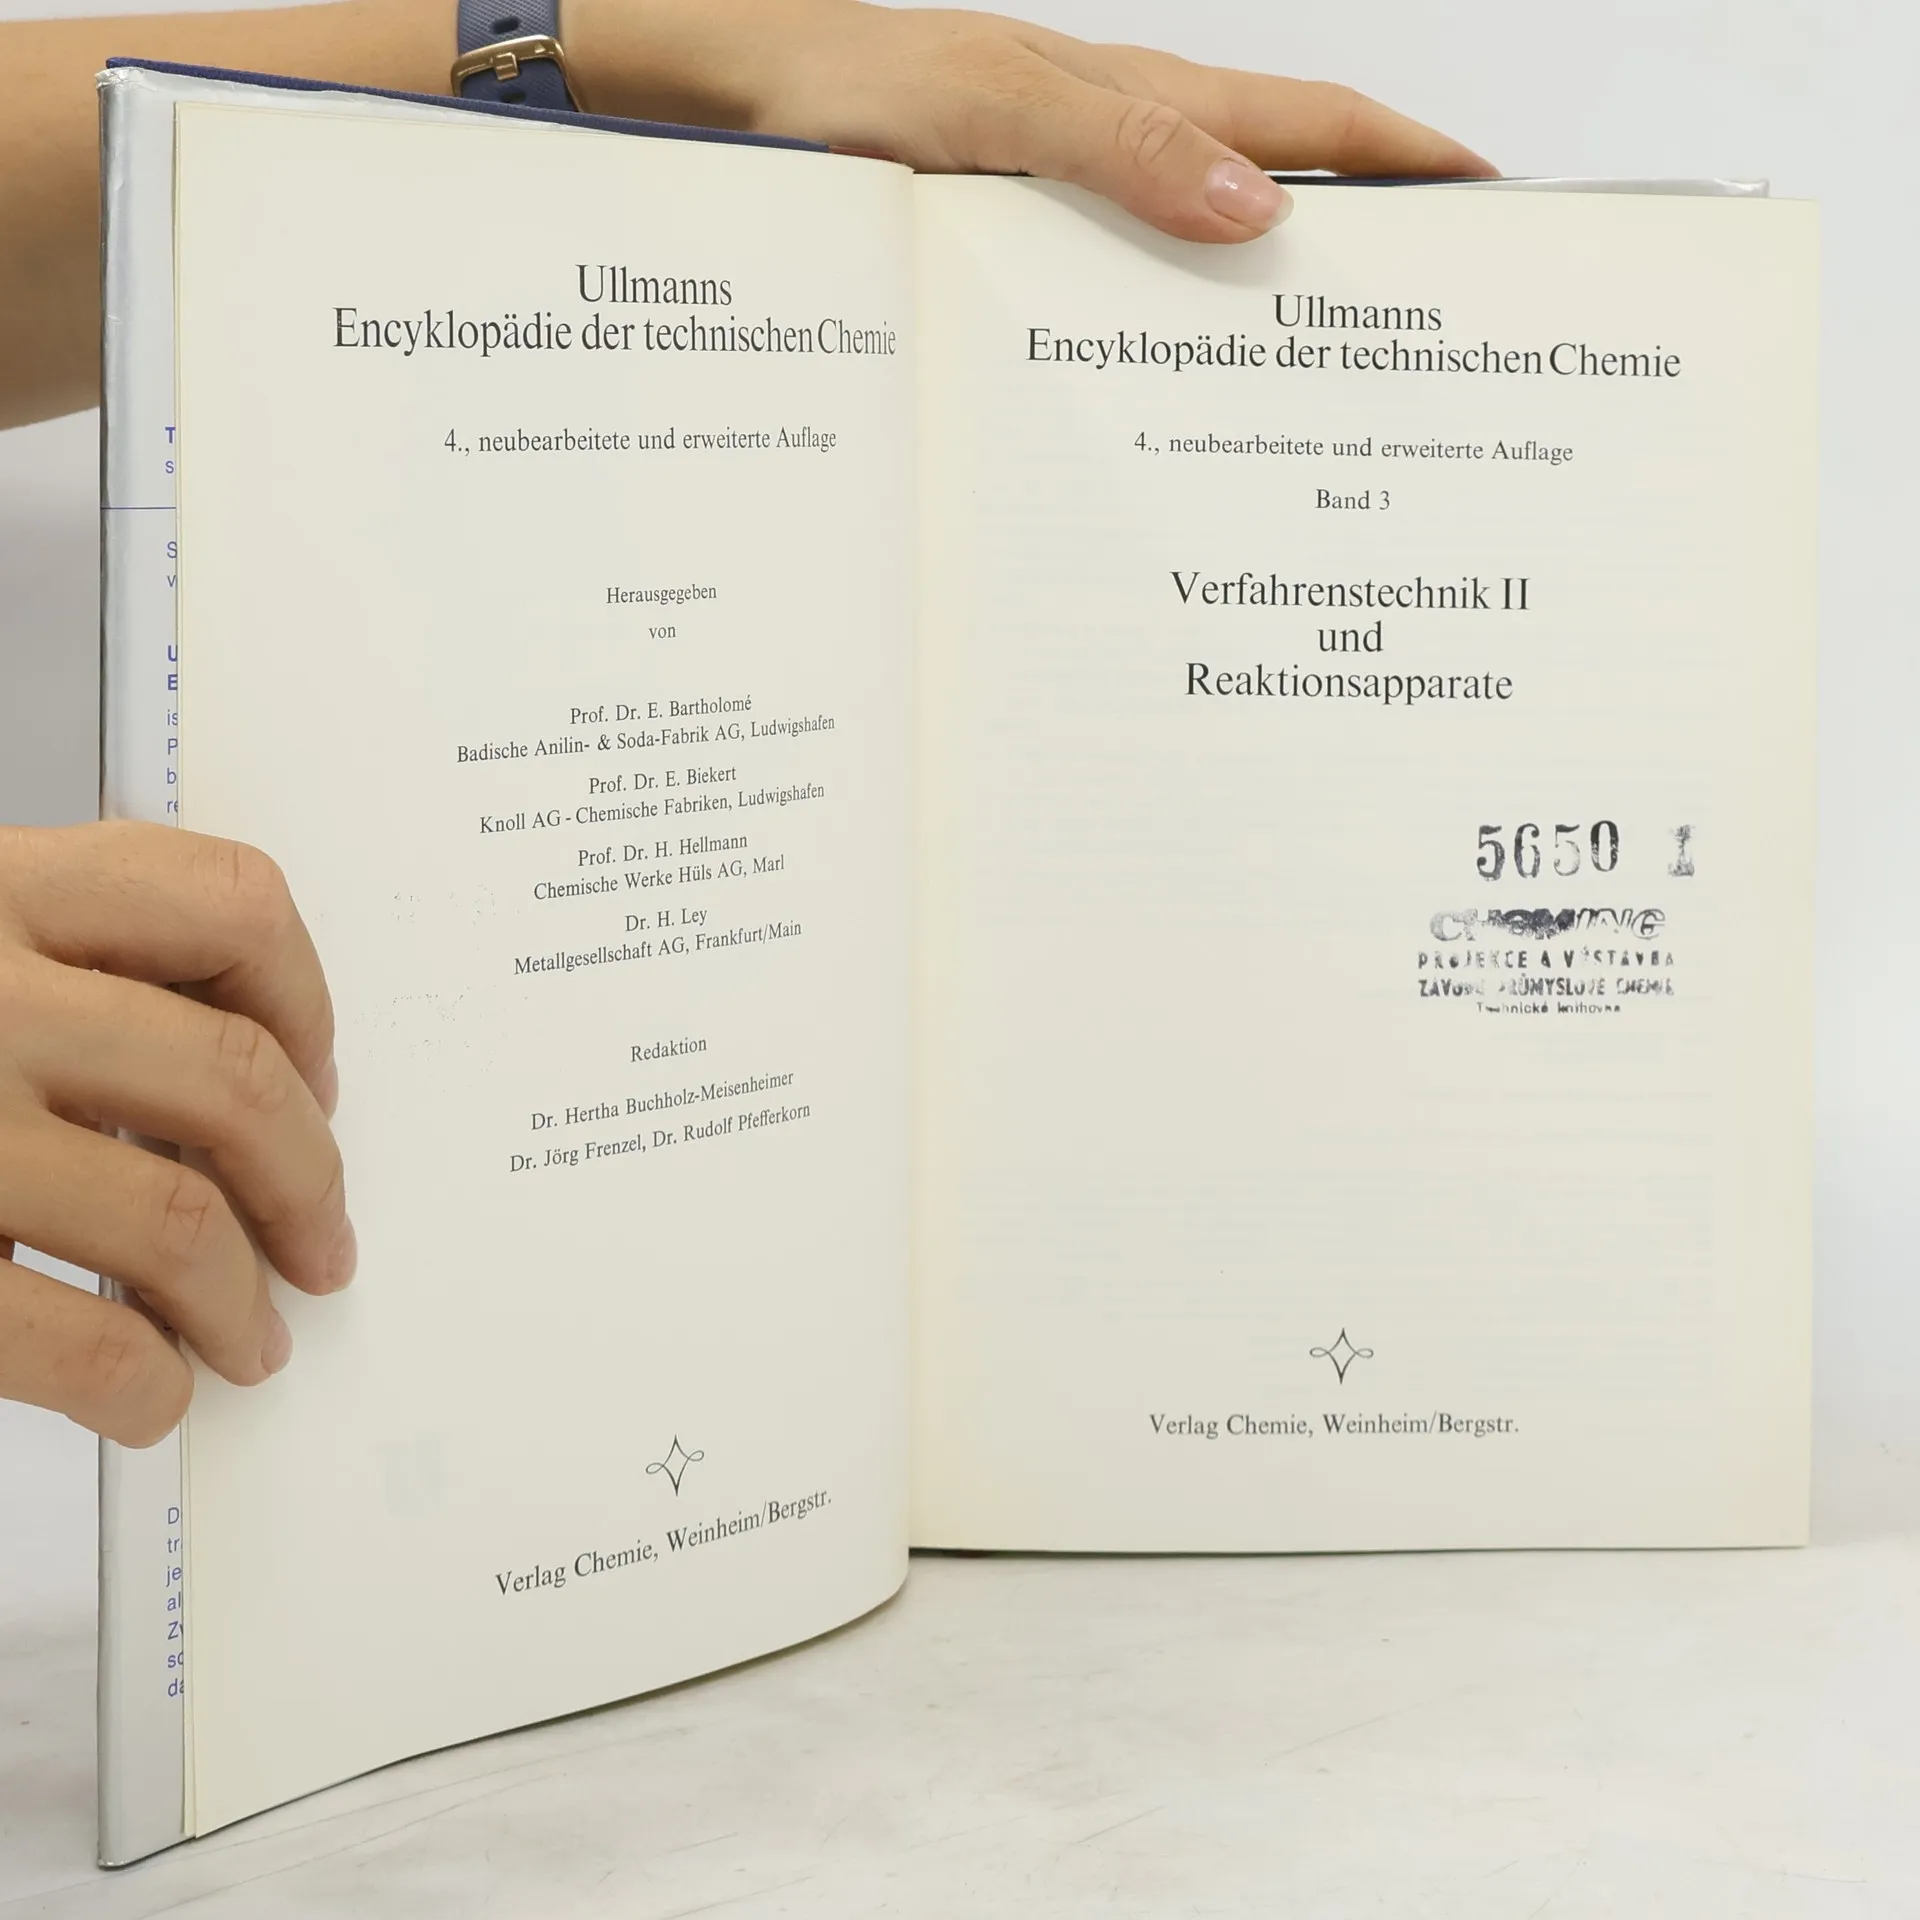 Ullmanns
Encyklopädie der technischen Chemie
4., neubearbeitete und erweiterte Auflage
Herausgegeben
von
Prof. Dr. E. Bartholomé
Badische Anilin- & Soda-Fabrik AG, Ludwigshafen
Prof. Dr. E. Biekert
Knoll AG - Chemische Fabriken, Ludwigshafen
Prof. Dr. H. Hellmann
Chemische Werke Hüls AG, Marl
Dr. H. Ley
Metallgesellschaft AG, Frankfurt/Main
Redaktion
Dr. Hertha Buchholz-Meisenheimer
Dr. Jörg Frenzel, Dr. Rudolf Pfefferkorn
Verlag Chemie, Weinheim/Bergstr.
Ullmanns
Encyklopädie der technischen Chemie
4., neubearbeitete und erweiterte Auflage
Band 3
Verfahrenstechnik II
und
Reaktionsapparate
5650 1
PROJEKCE A VÝSTAVBA
ZÁVODŮ PRŮMYSLOVÉ CHEMIE
Technické knihovna
Verlag Chemie, Weinheim/Bergstr.